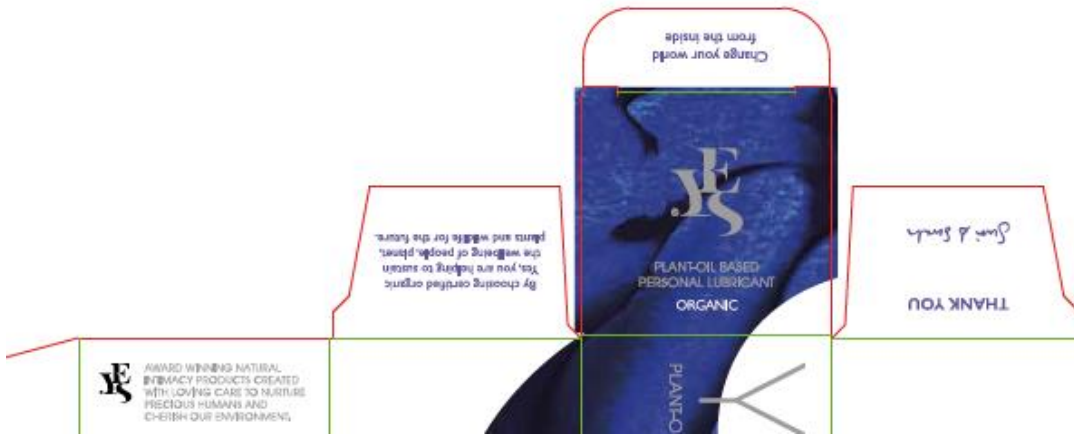 Change your world
from the inside
YES.
PLANT-OIL BASED
PERSONAL LUBRICANT
ORGANIC
By choosing certified organic
Yes, you are helping to sustain
the wellbeing of people, planet,
plants and wildlife for the future.
THANK YOU
YES
AWARD WINNING NATURAL
INTIMACY PRODUCTS CREATED
WITH LOVING CARE TO NURTURE
PRECIOUS HUMANS AND
CHERISH OUR ENVIRONMENT.
PLANT-O
Y